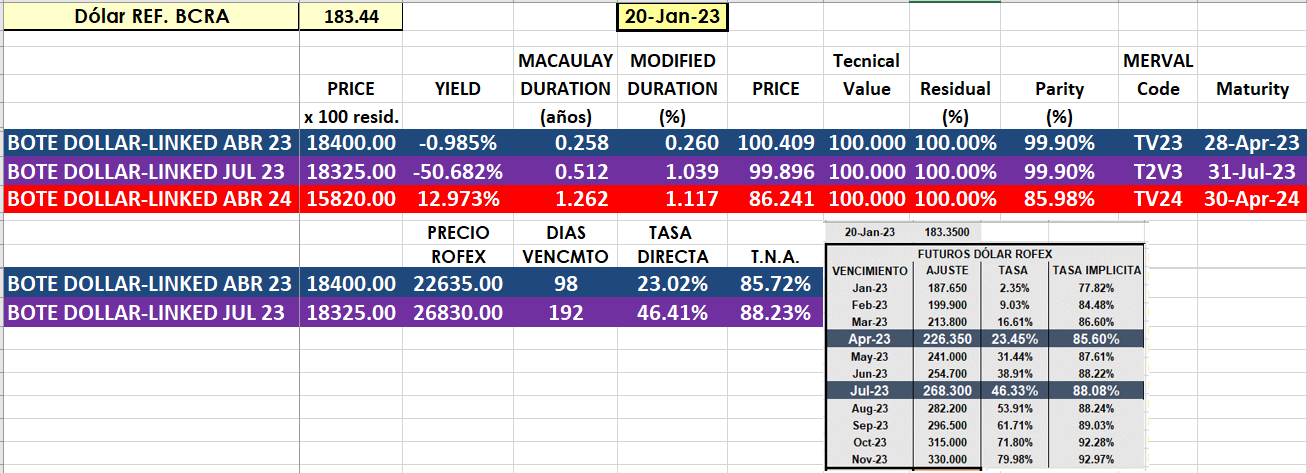 Dólar REF. BCRA 183.44 20-Jan-23
MACAULAY MODIFIED Tecnical MERVAL
PRICE YIELD DURATION DURATION PRICE Value Residual Parity Code Maturity
x 100 resid. (años) (%) (%) (%)
BOTE DOLLAR-LINKED ABR 23 18400.00 -0.985% 0.258 0.260 100.409 100.000 100.00% 99.90% TV23 28-Apr-23
BOTE DOLLAR-LINKED JUL 23 18325.00 -50.682% 0.512 1.039 99.896 100.000 100.00% 99.90% T2V3 31-Jul-23
BOTE DOLLAR-LINKED ABR 24 15820.00 12.973% 1.262 1.117 86.241 100.000 100.00% 85.98% TV24 30-Apr-24
PRECIO DIAS TASA
ROFEX VENCMTO DIRECTA T.N.A.
BOTE DOLLAR-LINKED ABR 23 18400.00 22635.00 98 23.02% 85.72%
BOTE DOLLAR-LINKED JUL 23 18325.00 26830.00 192 46.41% 88.23%
20-Jan-23 183.3500
FUTUROS DÓLAR ROFEX
VENCIMIENTO AJUSTE TASA TASA IMPLICITA
Jan-23 187.650 2.35% 77.82%
Feb-23 199.900 9.03% 84.48%
Mar-23 213.800 16.61% 86.60%
Apr-23 226.350 23.45% 85.60%
May-23 241.000 31.44% 87.61%
Jun-23 254.700 38.91% 88.22%
Jul-23 268.300 46.33% 88.08%
Aug-23 282.200 53.91% 88.24%
Sep-23 296.500 61.71% 89.03%
Oct-23 315.000 71.80% 92.28%
Nov-23 330.000 79.98% 92.97%